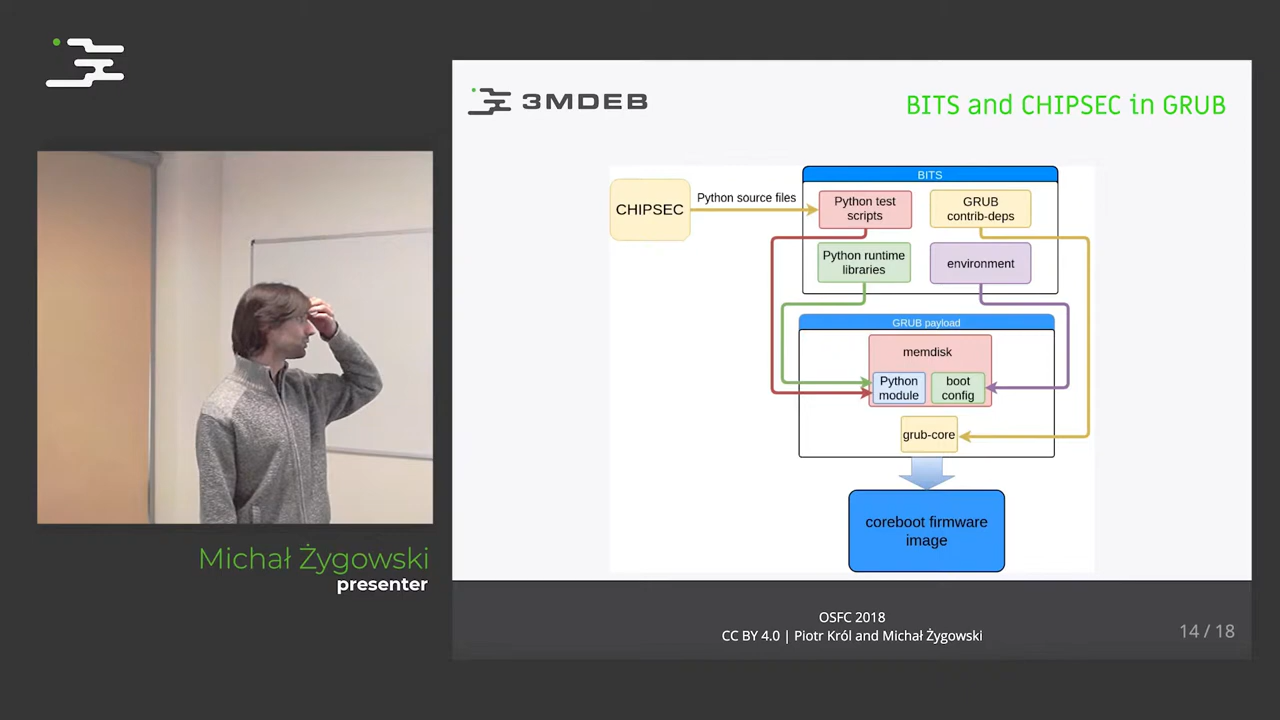 3MDEB
BITS and CHIPSEC in GRUB
BITS
CHIPSEC
Python source files
Python test
scripts
GRUB
contrib-deps
Python runtime
libraries
environment
GRUB payload
memdisk
Python
module
boot
config
grub-core
coreboot firmware
image
Michał Żygowski
presenter
OSFC 2018
CC BY 4.0 | Piotr Król and Michał Żygowski
14 / 18